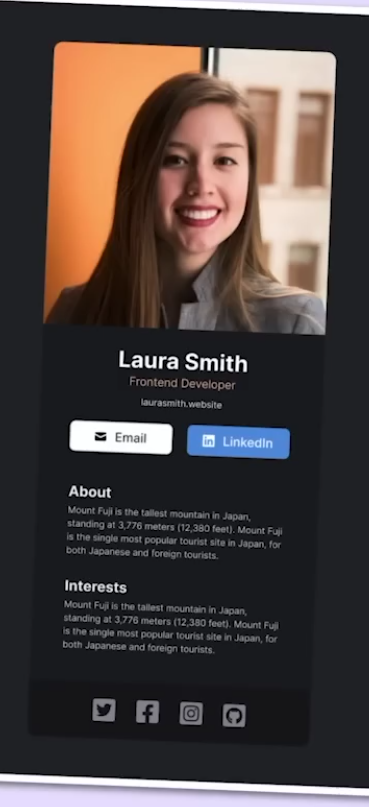 Laura Smith
Frontend Developer
laurasmith.website
Email
in LinkedIn
About
Mount Fuji is the tallest mountain in Japan,
standing at 3,776 meters (12,380 feet). Mount Fuji
is the single most popular tourist site in Japan, for
both Japanese and foreign tourists.
Interests
Mount Fuji is the tallest mountain in Japan,
standing at 3,776 meters (12,380 feet). Mount Fuji
is the single most popular tourist site in Japan, for
both Japanese and foreign tourists.